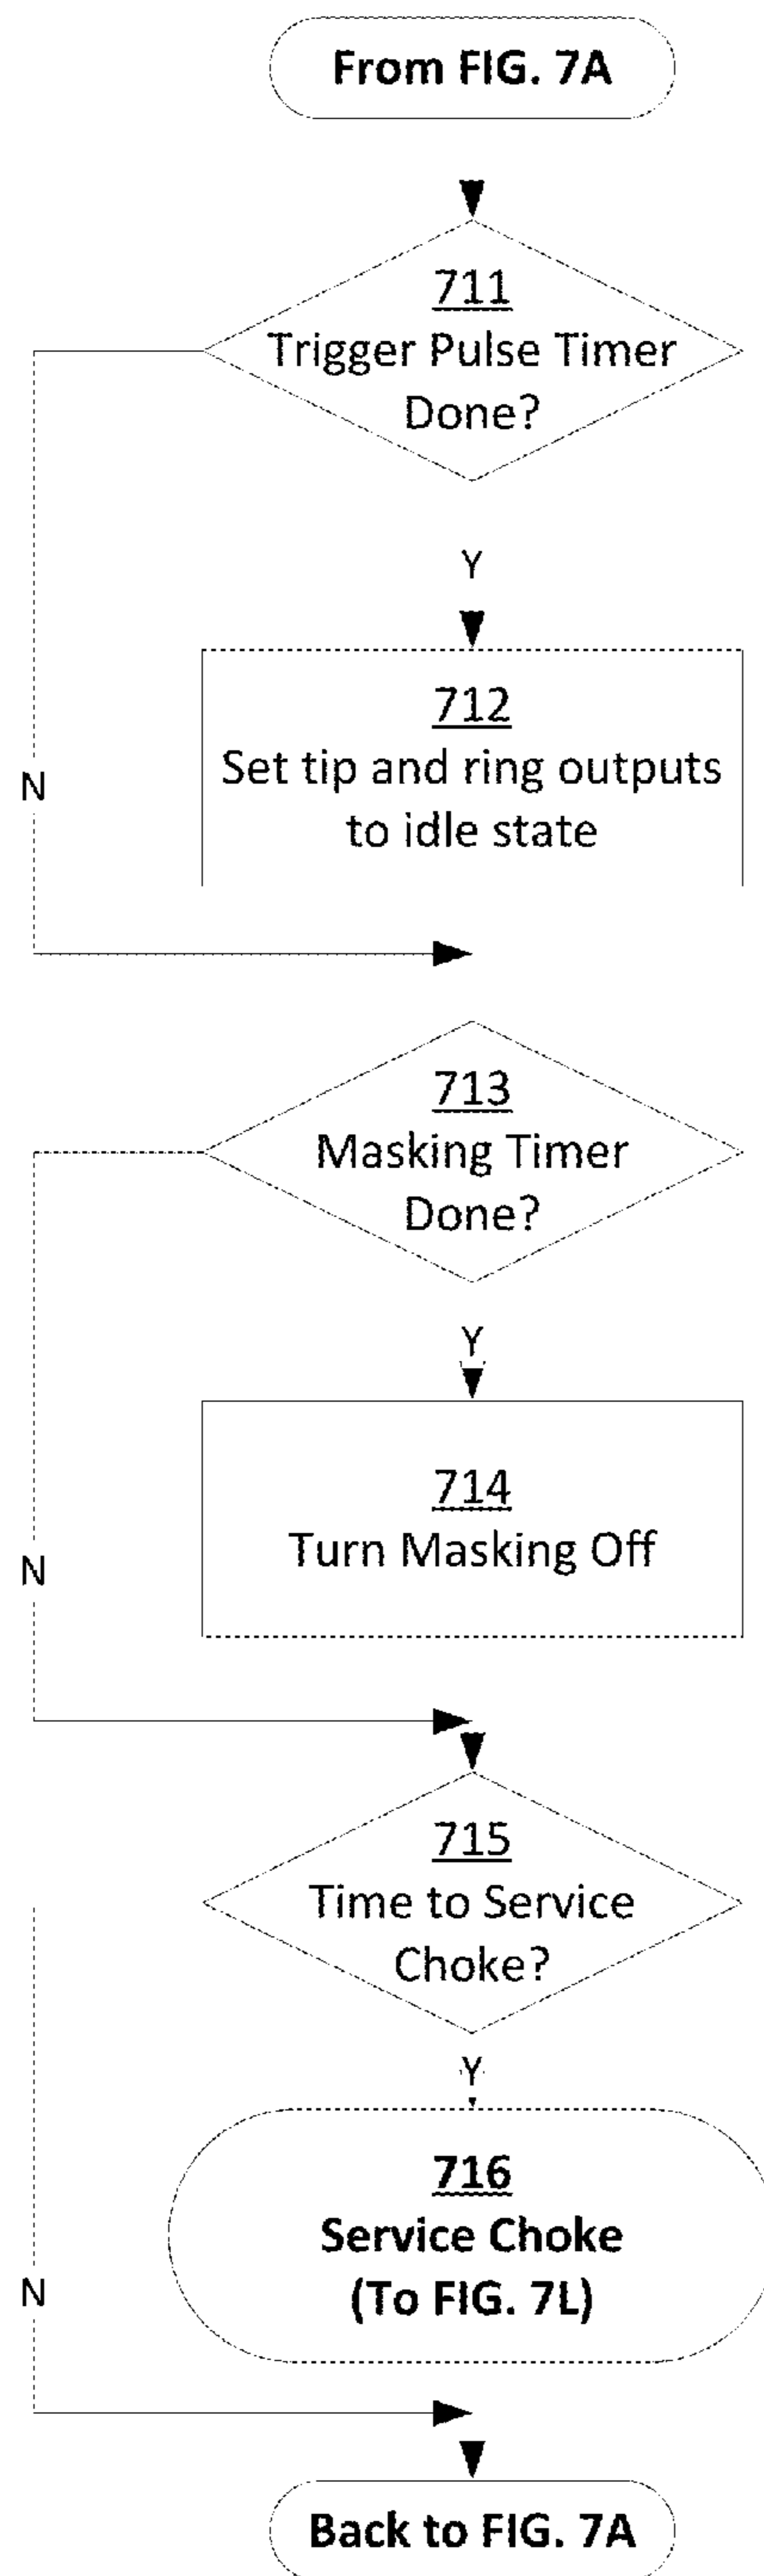 From FIG. 7A
711
Trigger Pulse Timer
Done?
Y
712
Set tip and ring outputs
to idle state
N
713
Masking Timer
Done?
Y
714
Turn Masking Off
N
715
Time to Service
Choke?
Y
716
Service Choke
(To FIG. 7L)
N
Back to FIG. 7A